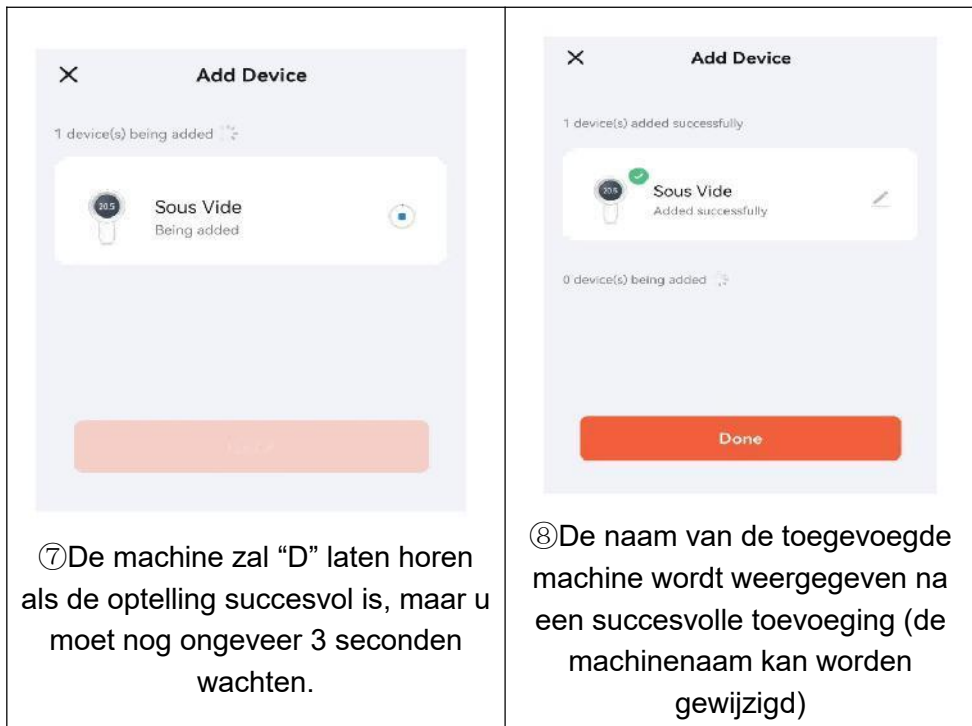 Add Device
1 device(s) being added
20.5
Sous Vide
Being added
⑦De machine zal “D” laten horen
als de optelling succesvol is, maar u
moet nog ongeveer 3 seconden
wachten.
Add Device
1 device(s) added successfully
20.5
Sous Vide
Added successfully
0 device(s) being added
Done
⑧De naam van de toegevoegde
machine wordt weergegeven na
een succesvolle toevoeging (de
machinenaam kan worden
gewijzigd)